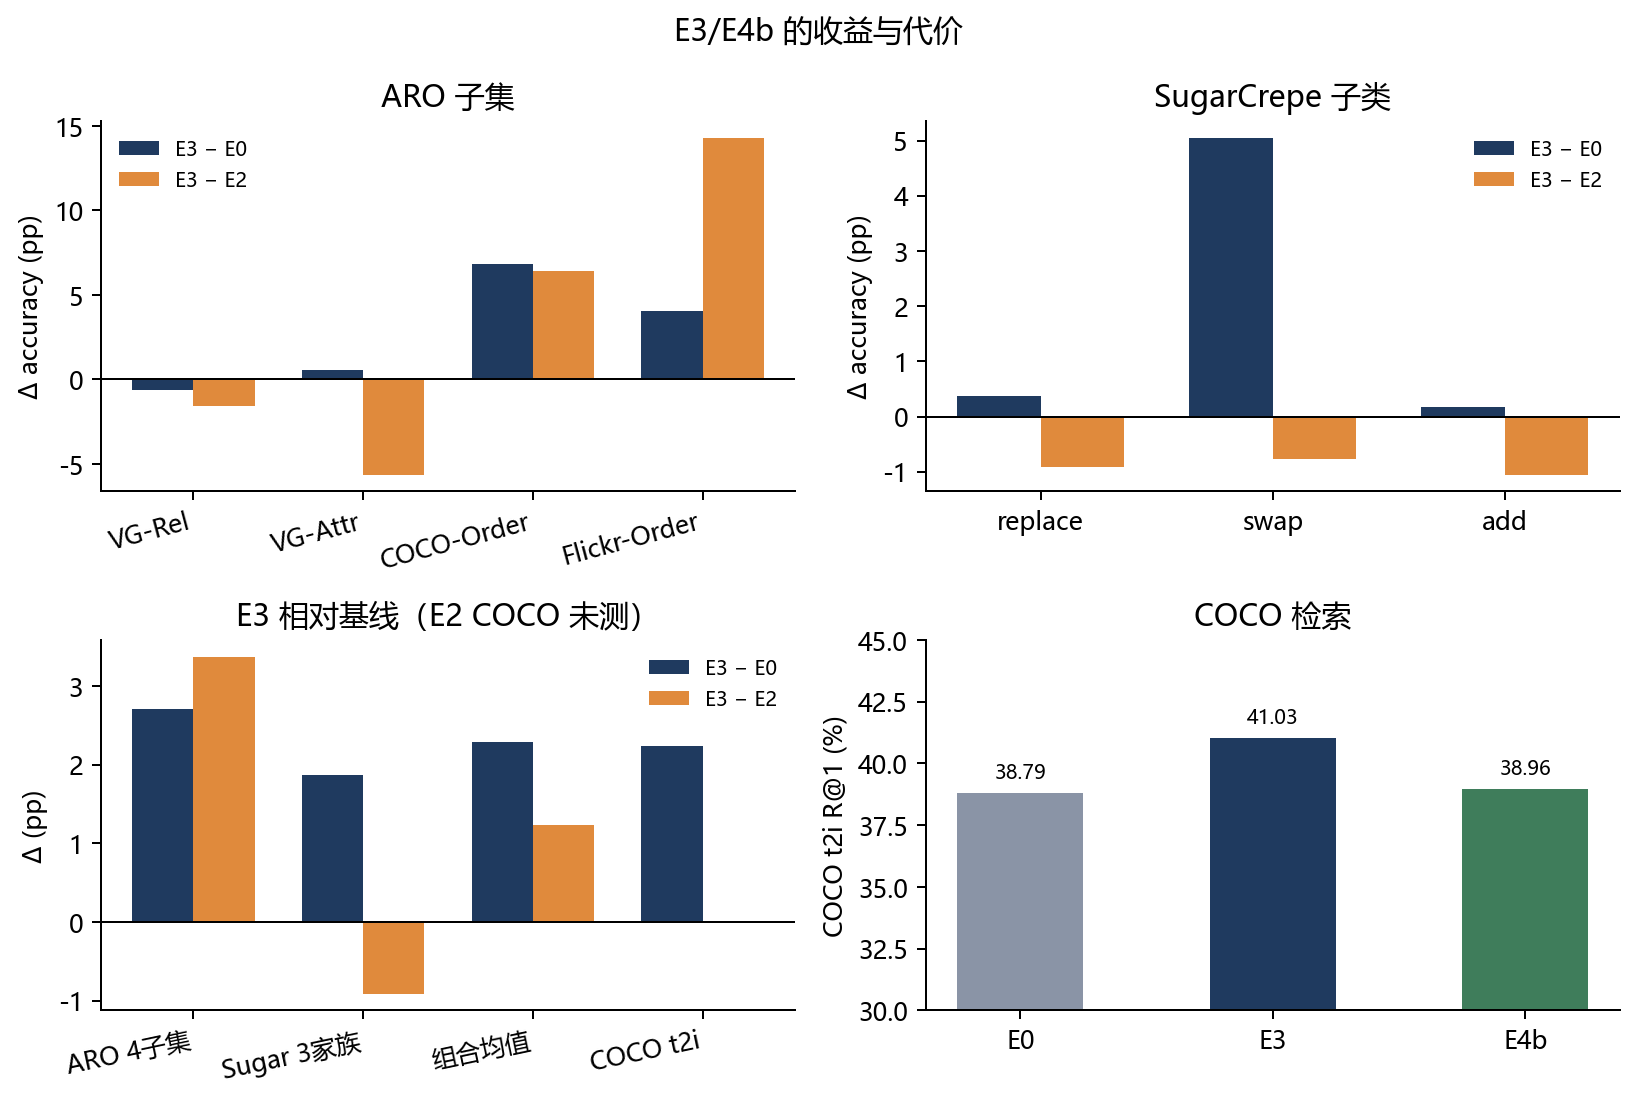 E3/E4b 的收益与代价
ARO 子集
Δ accuracy (pp)
15
10
5
0
-5
E3 − E0
E3 − E2
VG-Rel
VG-Attr
COCO-Order
Flickr-Order
SugarCrepe 子类
Δ accuracy (pp)
5
4
3
2
1
0
-1
E3 − E0
E3 − E2
replace
swap
add
E3 相对基线（E2 COCO 未测）
Δ (pp)
3
2
1
0
-1
E3 − E0
E3 − E2
ARO 4子集
Sugar 3家族
组合均值
COCO t2i
COCO 检索
COCO t2i R@1 (%)
45.0
42.5
40.0
37.5
35.0
32.5
30.0
38.79
41.03
38.96
E0
E3
E4b